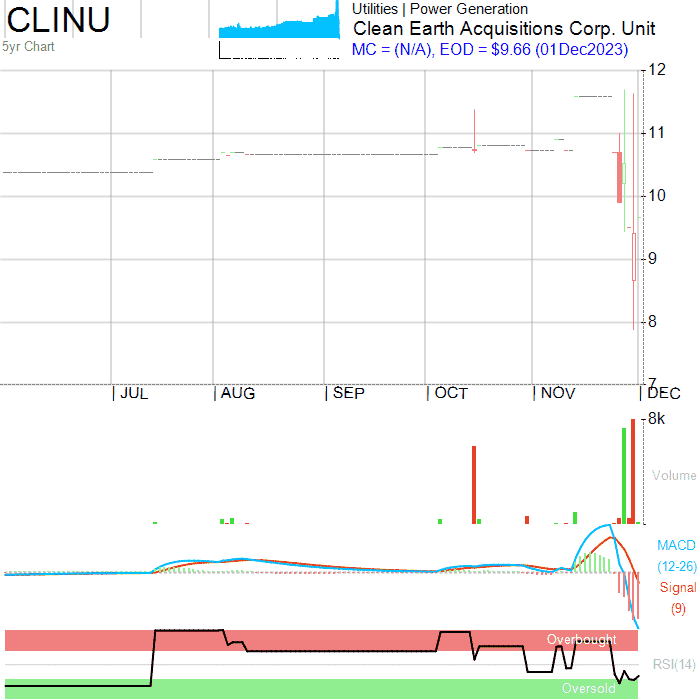 CLINU
5yr Chart
Utilities | Power Generation
Clean Earth Acquisitions Corp. Unit
MC = (N/A), EOD = $9.66 (01Dec2023)
12
11
10
9
8
7
JUL AUG SEP OCT NOV DEC
8k
Volume
MACD
(12-26)
Signal
(9)
Overbought
RSI(14)
Oversold